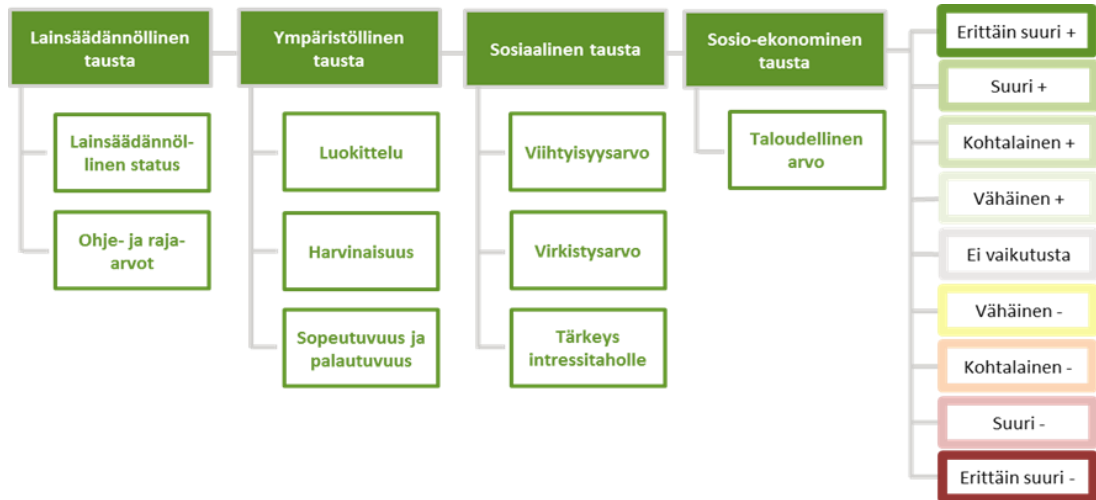 Lainsäädännöllinen
tausta
Lainsäädännöl-
linen status
Ohje- ja raja-
arvot
Ympäristöllinen
tausta
Luokittelu
Harvinaisuus
Sopeutuvuus ja
palautuvuus
Sosiaalinen tausta
Viihtyisyysarvo
Virkistysarvo
Tärkeys
intressitaholle
Sosio-ekonominen
tausta
Taloudellinen
arvo
Erittäin suuri +
Suuri +
Kohtalainen +
Vähäinen +
Ei vaikutusta
Vähäinen -
Kohtalainen -
Suuri -
Erittäin suuri -